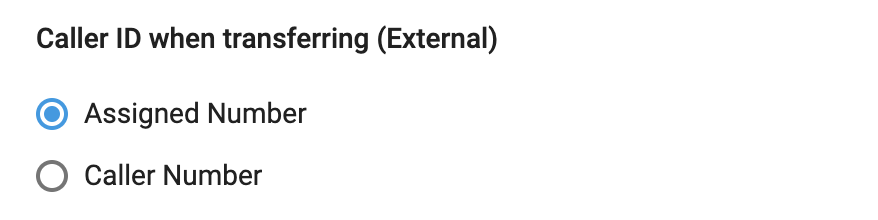 Caller ID when transferring (External)
Assigned Number
Caller Number